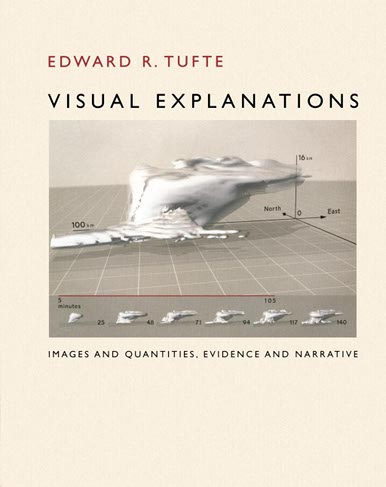 EDWARD R. TUFTE
VISUAL EXPLANATIONS
16 km
North
East
0
100 km
5
105
minutes
25 48 71 94 117 140
IMAGES AND QUANTITIES, EVIDENCE AND NARRATIVE